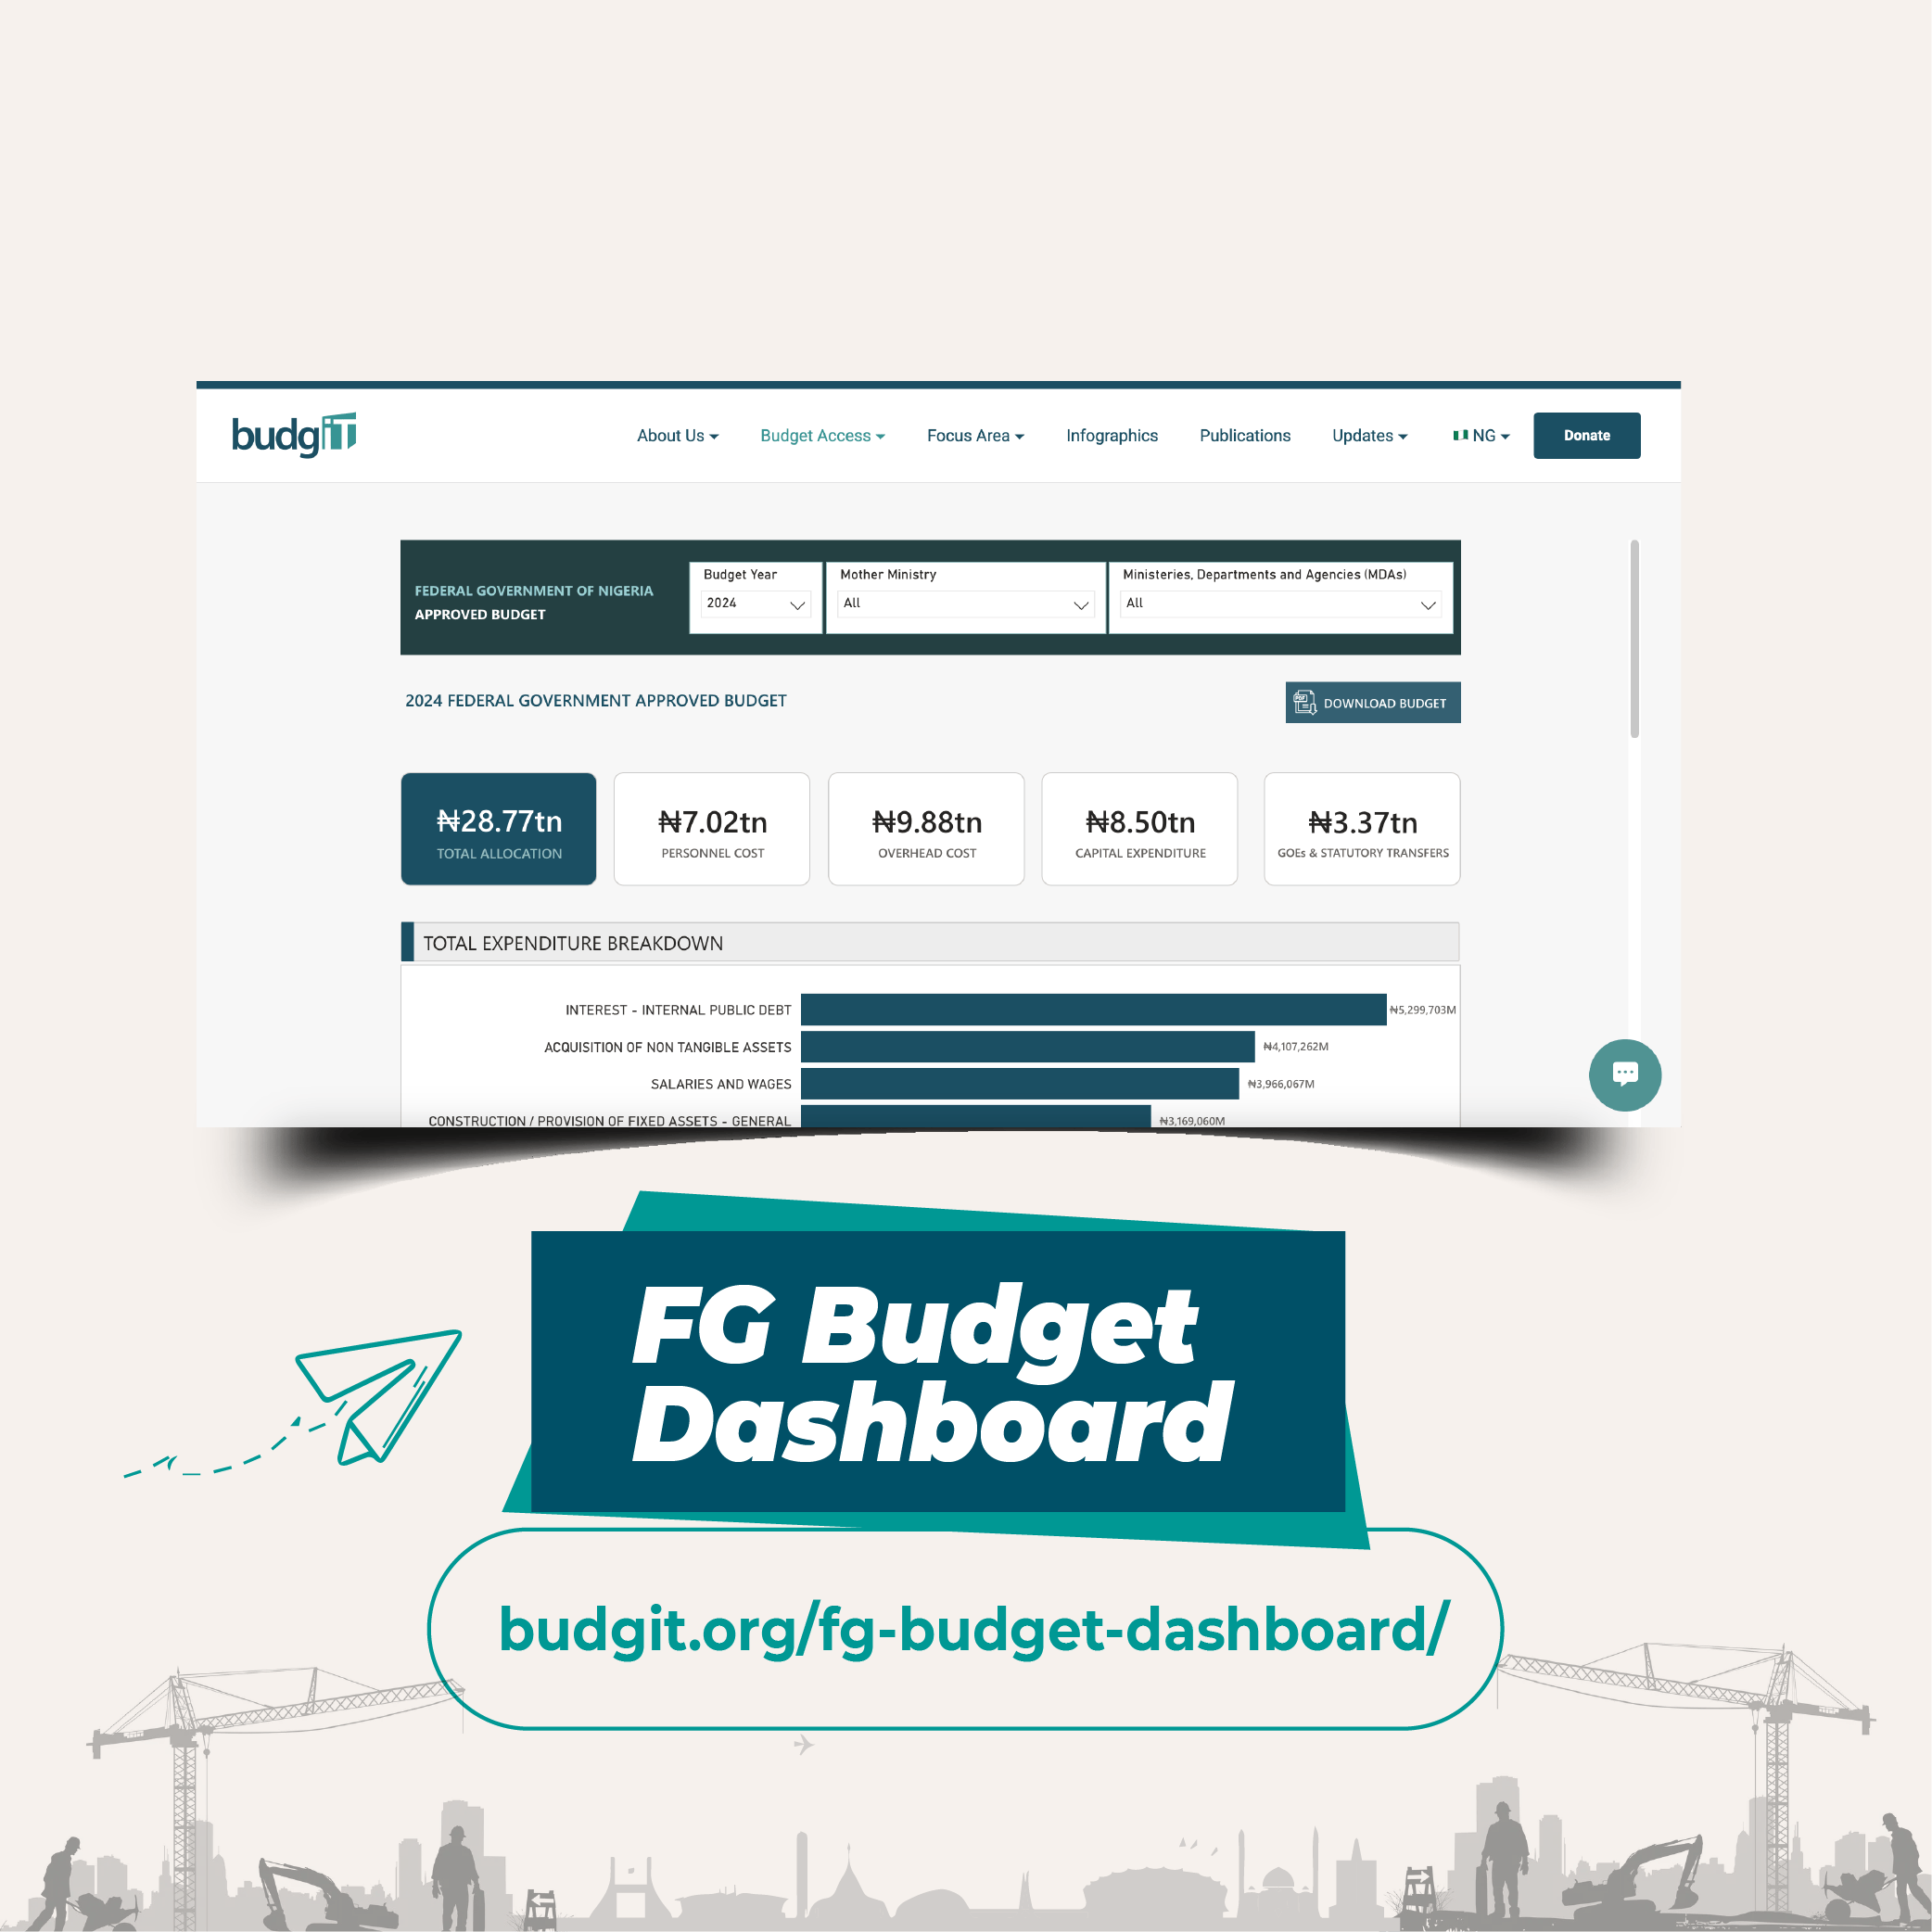 budgIT
About Us
Budget Access
Focus Area
Infographics
Publications
Updates
NG
Donate
FEDERAL GOVERNMENT OF NIGERIA
APPROVED BUDGET
Budget Year
2024
Mother Ministry
All
Ministeries, Departments and Agencies (MDAs)
All
2024 FEDERAL GOVERNMENT APPROVED BUDGET
PDF
DOWNLOAD BUDGET
₦28.77tn
TOTAL ALLOCATION
₦7.02tn
PERSONNEL COST
₦9.88tn
OVERHEAD COST
₦8.50tn
CAPITAL EXPENDITURE
₦3.37tn
GOEs & STATUTORY TRANSFERS
TOTAL EXPENDITURE BREAKDOWN
INTEREST - INTERNAL PUBLIC DEBT ₦5,299,703M
ACQUISITION OF NON TANGIBLE ASSETS ₦4,107,262M
SALARIES AND WAGES ₦3,966,067M
CONSTRUCTION / PROVISION OF FIXED ASSETS - GENERAL ₦3,169,060M
FG Budget
Dashboard
budgit.org/fg-budget-dashboard/